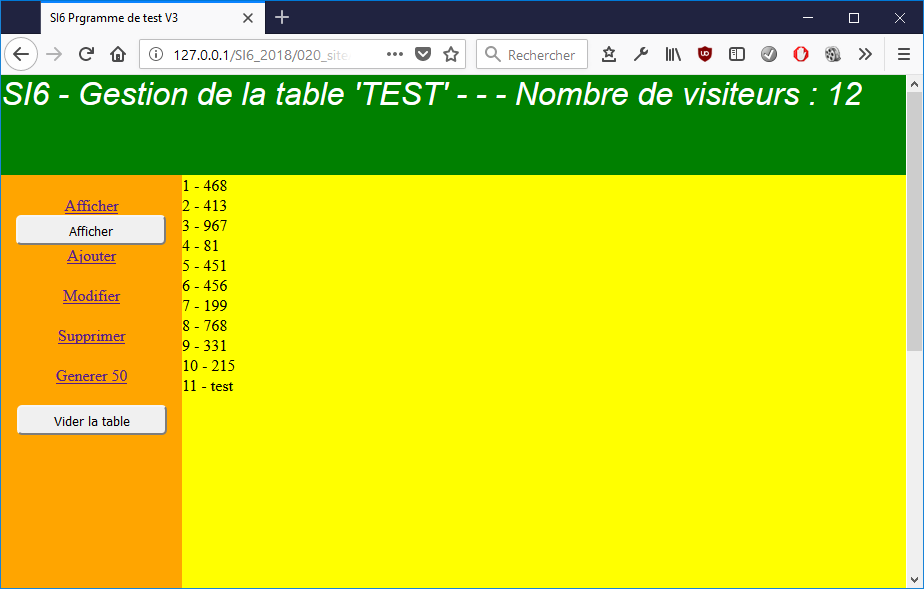 SI6 Prgramme de test V3
127.0.0.1/SI6_2018/020_site
Rechercher
SI6 - Gestion de la table 'TEST' - - - Nombre de visiteurs : 12
Afficher
Afficher
Ajouter
Modifier
Supprimer
Generer 50
Vider la table
1 - 468
2 - 413
3 - 967
4 - 81
5 - 451
6 - 456
7 - 199
8 - 768
9 - 331
10 - 215
11 - test